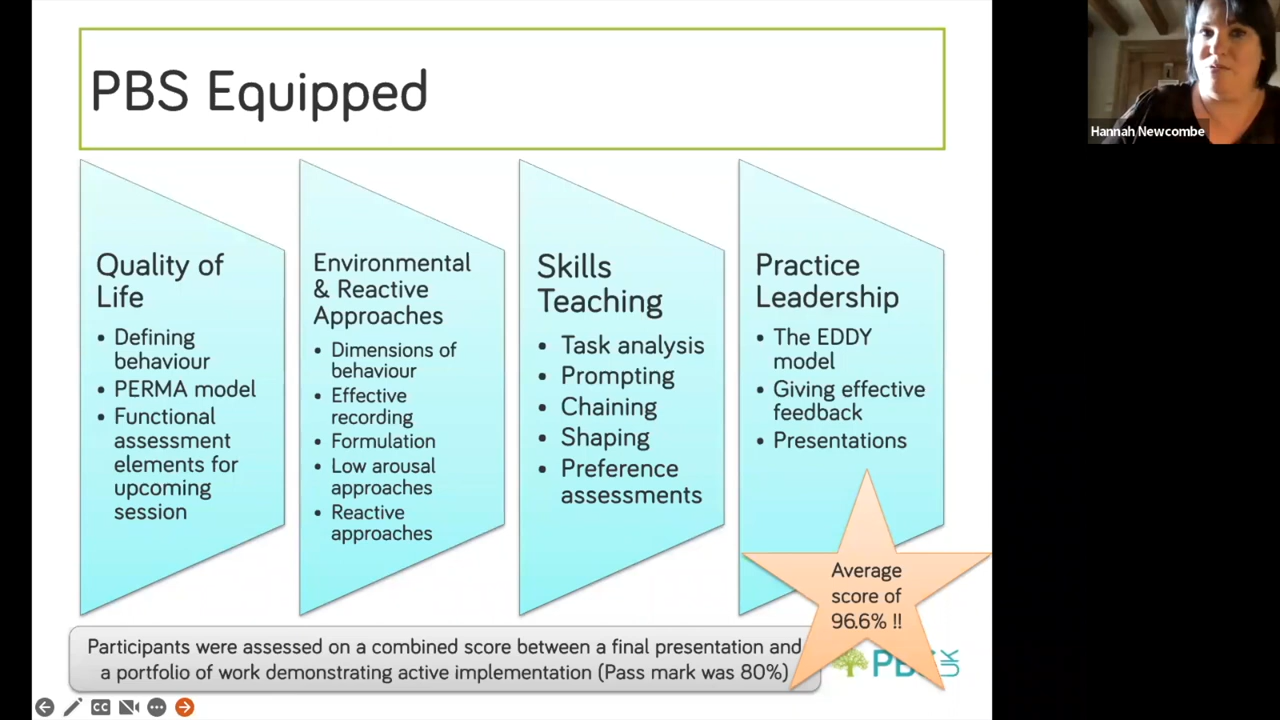 PBS Equipped
Quality of
Life
• Defining
behaviour
• PERMA model
• Functional
assessment
elements for
upcoming
session
Environmental
& Reactive
Approaches
• Dimensions of
behaviour
• Effective
recording
• Formulation
• Low arousal
approaches
• Reactive
approaches
Skills
Teaching
• Task analysis
• Prompting
• Chaining
• Shaping
• Preference
assessments
Practice
Leadership
• The EDDY
model
• Giving effective
feedback
• Presentations
Average
score of
96.6% !!
Participants were assessed on a combined score between a final presentation and
a portfolio of work demonstrating active implementation (Pass mark was 80%)
UK
Hannah Newcombe
CC